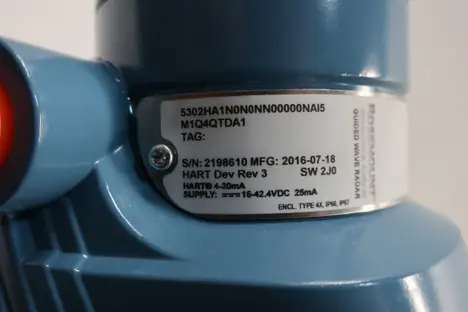 5302HA1N0N0NN00000NAI5
M1Q4QTDA1
TAG:
S/N: 2198610 MFG: 2016-07-18
HART Dev Rev 3 SW 2J0
HART® 4-20mA
SUPPLY: ⎓ 16-42.4VDC 25mA
ENCL. TYPE 4X, IP66, IP67
GUIDED WAVE RADAR